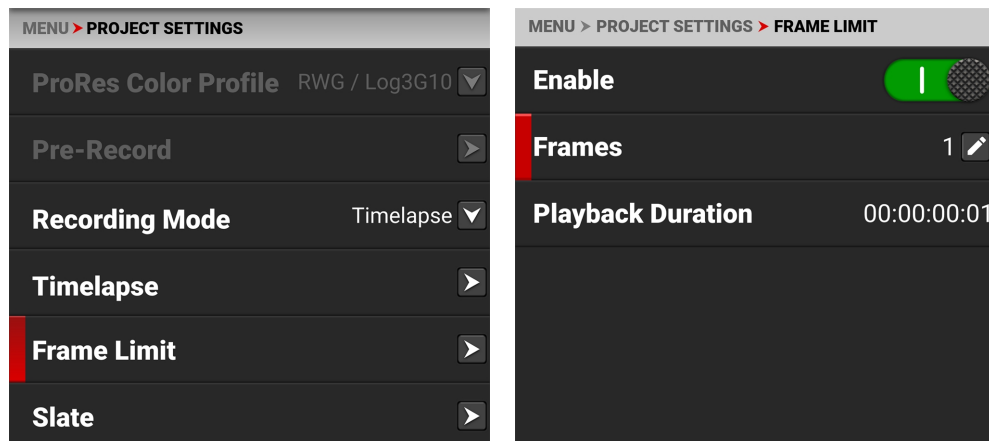 MENU > PROJECT SETTINGS
ProRes Color Profile RWG / Log3G10
Pre-Record
Recording Mode Timelapse
Timelapse
Frame Limit
Slate
MENU > PROJECT SETTINGS > FRAME LIMIT
Enable
Frames 1
Playback Duration 00:00:00:01